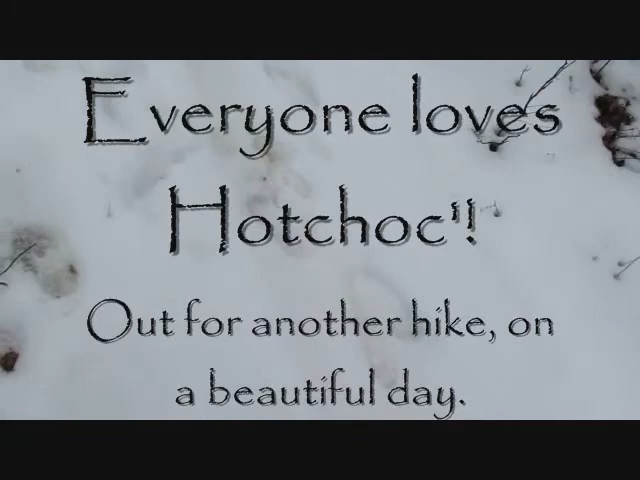 Everyone loves
Hotchoc'!
Out for another hike, on
a beautiful day.